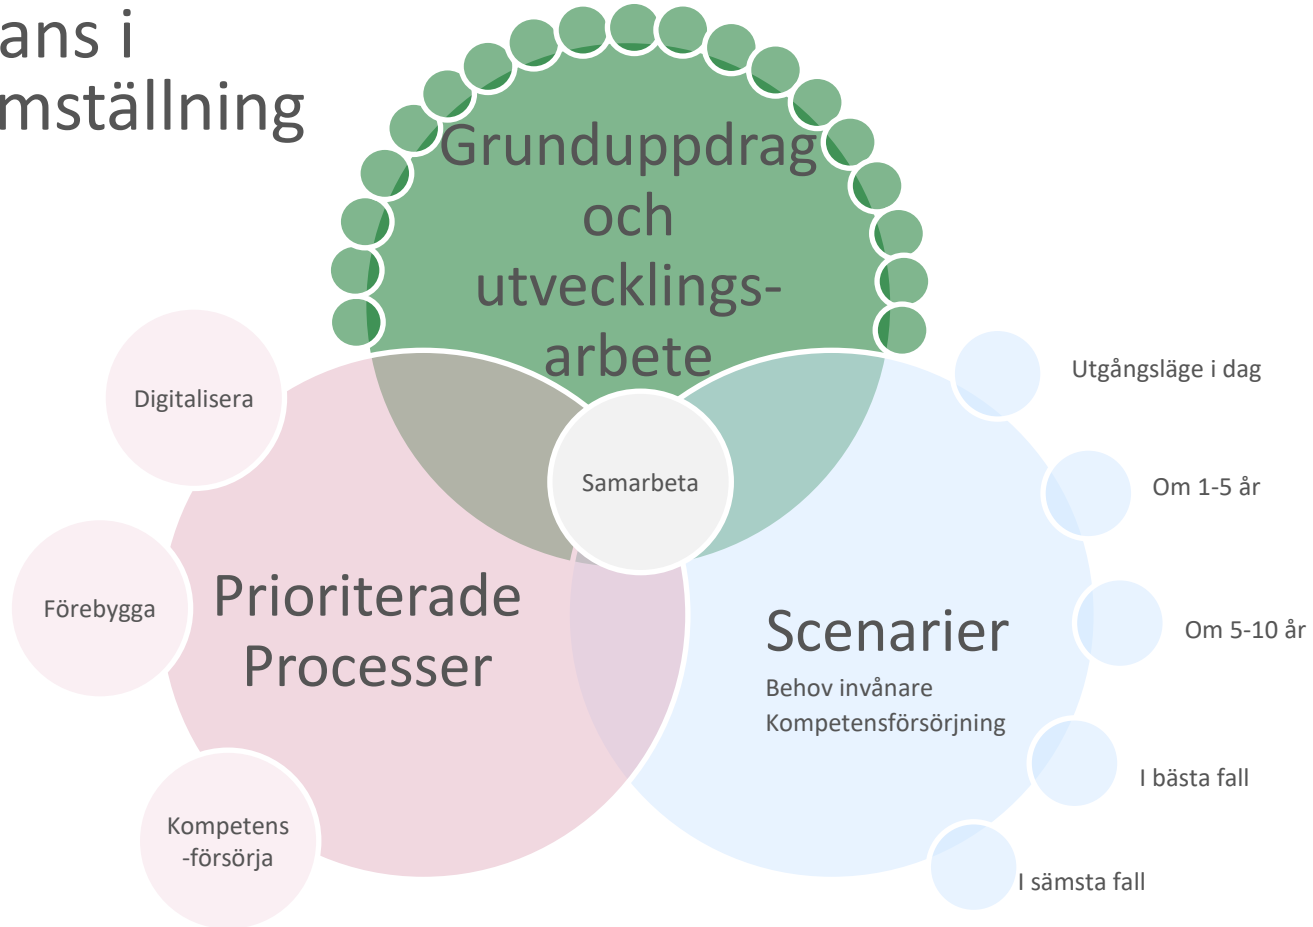 ans i
mställning
Grunduppdrag
och
utvecklings-
arbete
Digitalisera
Förebygga
Kompetens
-försörja
Prioriterade
Processer
Samarbeta
Scenarier
Behov invånare
Kompetensförsörjning
Utgångsläge i dag
Om 1-5 år
Om 5-10 år
I bästa fall
I sämsta fall